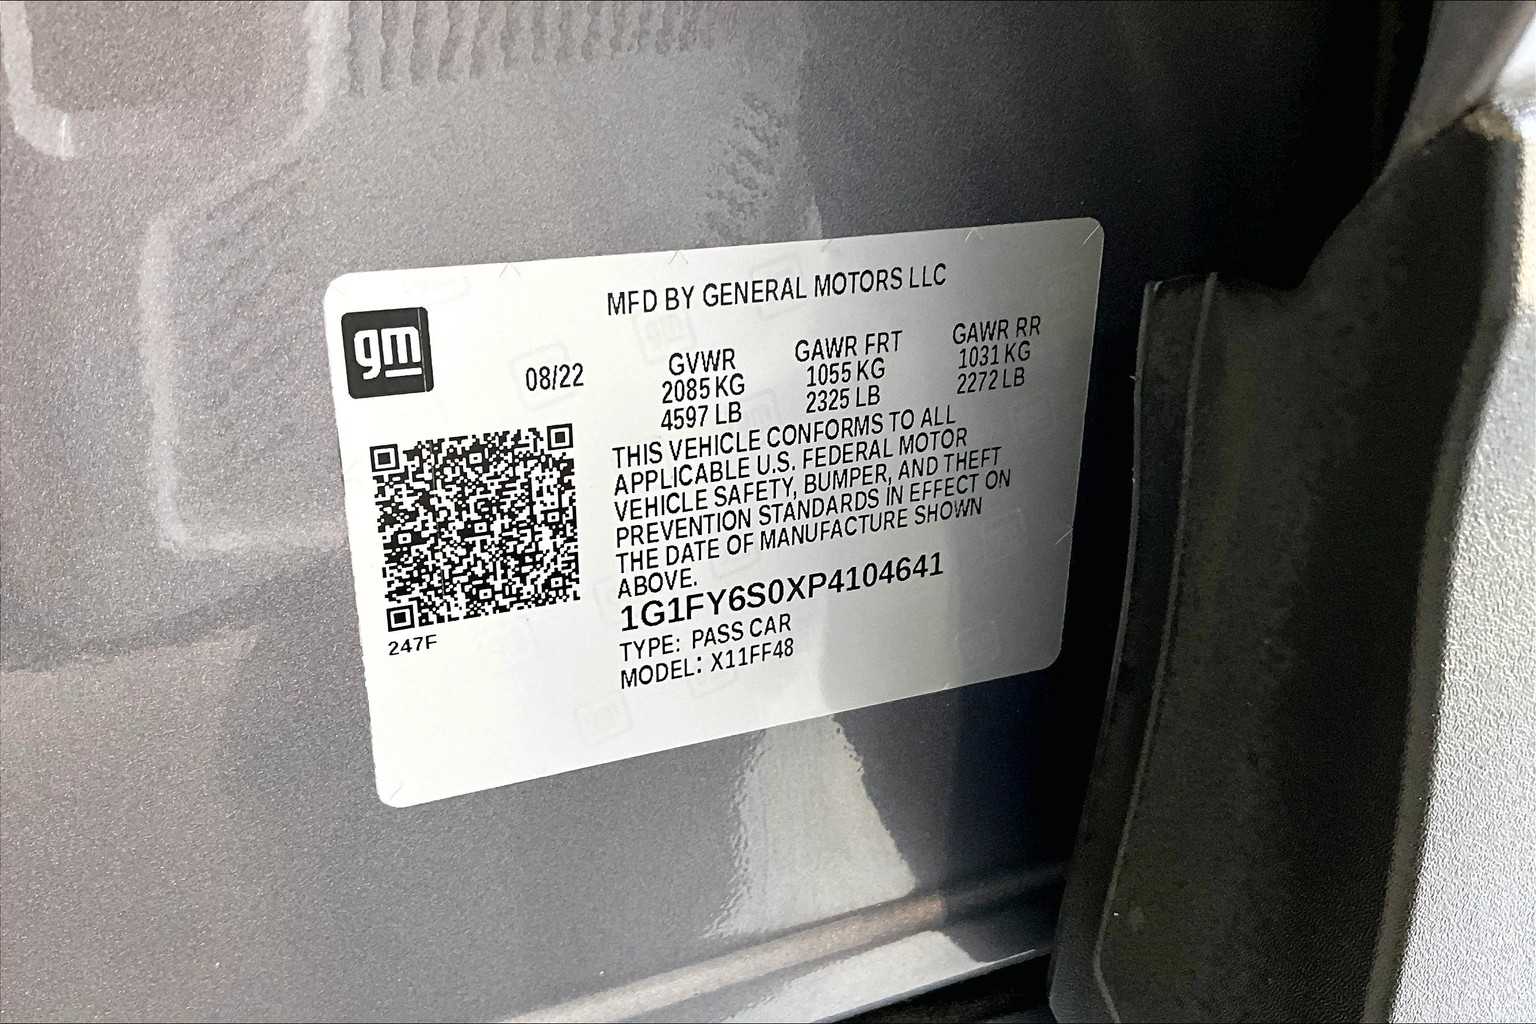 gm
MFD BY GENERAL MOTORS LLC
08/22
GVWR
2085 KG
4597 LB
GAWR FRT
1055 KG
2325 LB
GAWR RR
1031 KG
2272 LB
THIS VEHICLE CONFORMS TO ALL
APPLICABLE U.S. FEDERAL MOTOR
VEHICLE SAFETY, BUMPER, AND THEFT
PREVENTION STANDARDS IN EFFECT ON
THE DATE OF MANUFACTURE SHOWN
ABOVE.
1G1FY6S0XP4104641
TYPE: PASS CAR
MODEL: X11FF48
247F